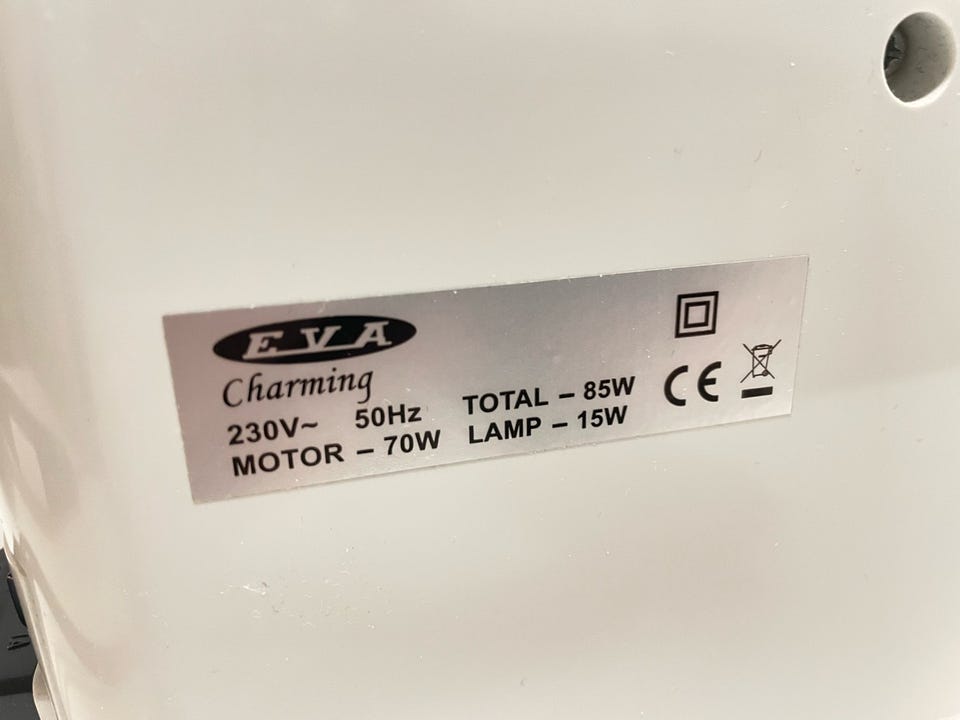 EVA
Charming
230V~ 50Hz TOTAL – 85W
MOTOR – 70W LAMP – 15W
CE